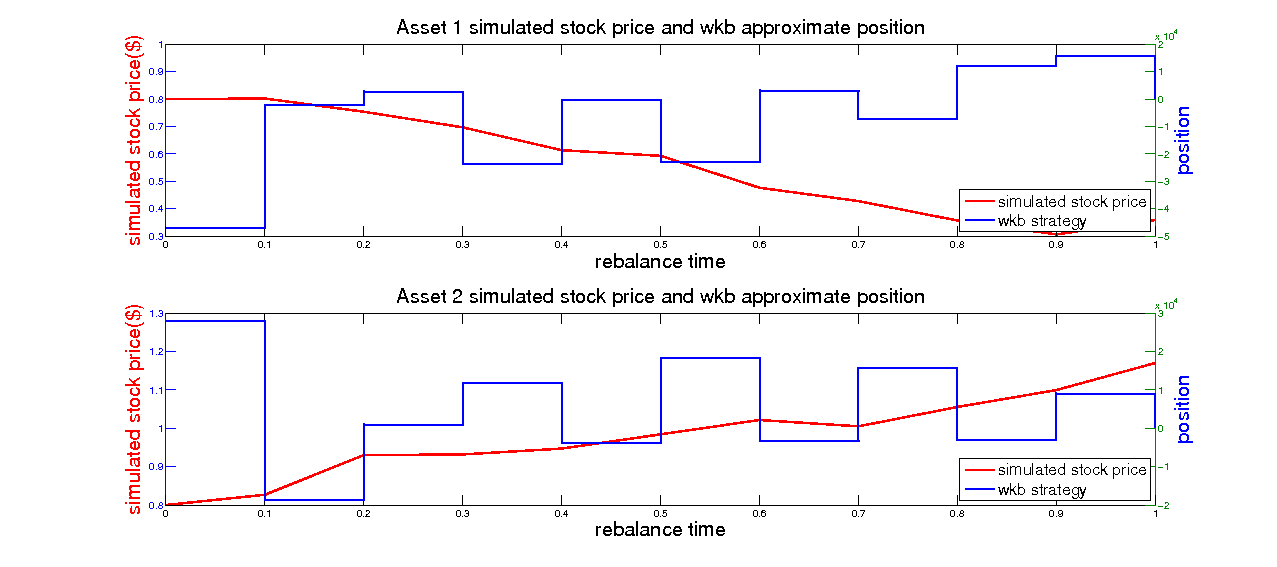 Asset 1 simulated stock price and wkb approximate position
x 10^4
simulated stock price($)
1
0.9
0.8
0.7
0.6
0.5
0.4
0.3
2
1
0
−1
−2
−3
−4
−5
position
simulated stock price
wkb strategy
0 0.1 0.2 0.3 0.4 0.5 0.6 0.7 0.8 0.9 1
rebalance time
Asset 2 simulated stock price and wkb approximate position
x 10^4
simulated stock price($)
1.3
1.2
1.1
1
0.9
0.8
3
2
1
0
−1
−2
position
simulated stock price
wkb strategy
0 0.1 0.2 0.3 0.4 0.5 0.6 0.7 0.8 0.9 1
rebalance time